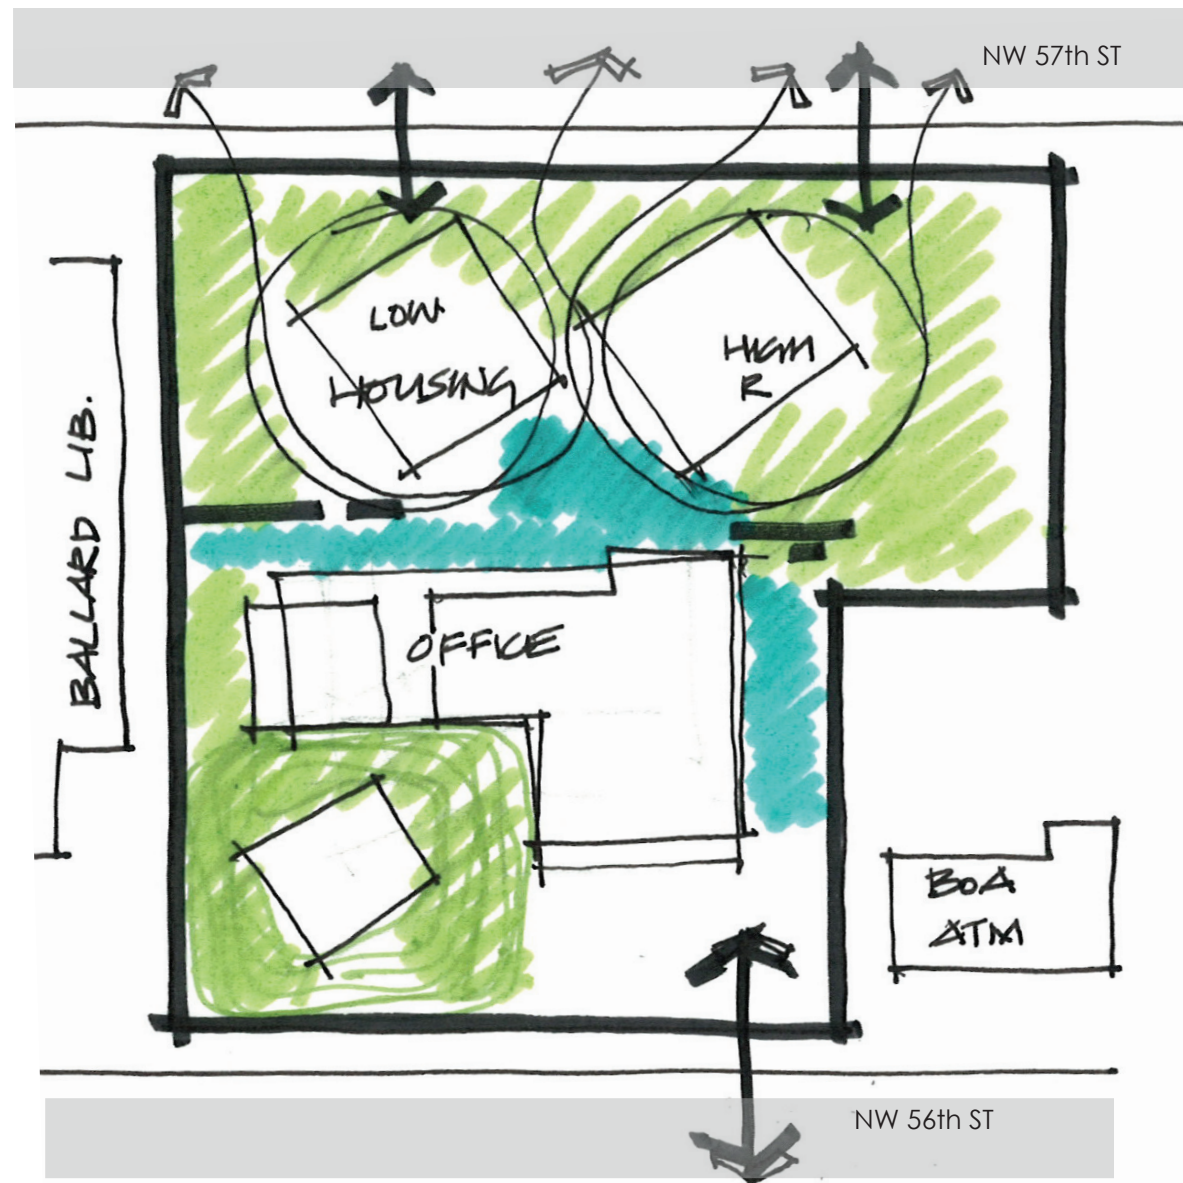 NW 57th ST
LOW
HOUSING
HIGH
R
BALLARD LIB.
OFFICE
BOA
ATM
NW 56th ST